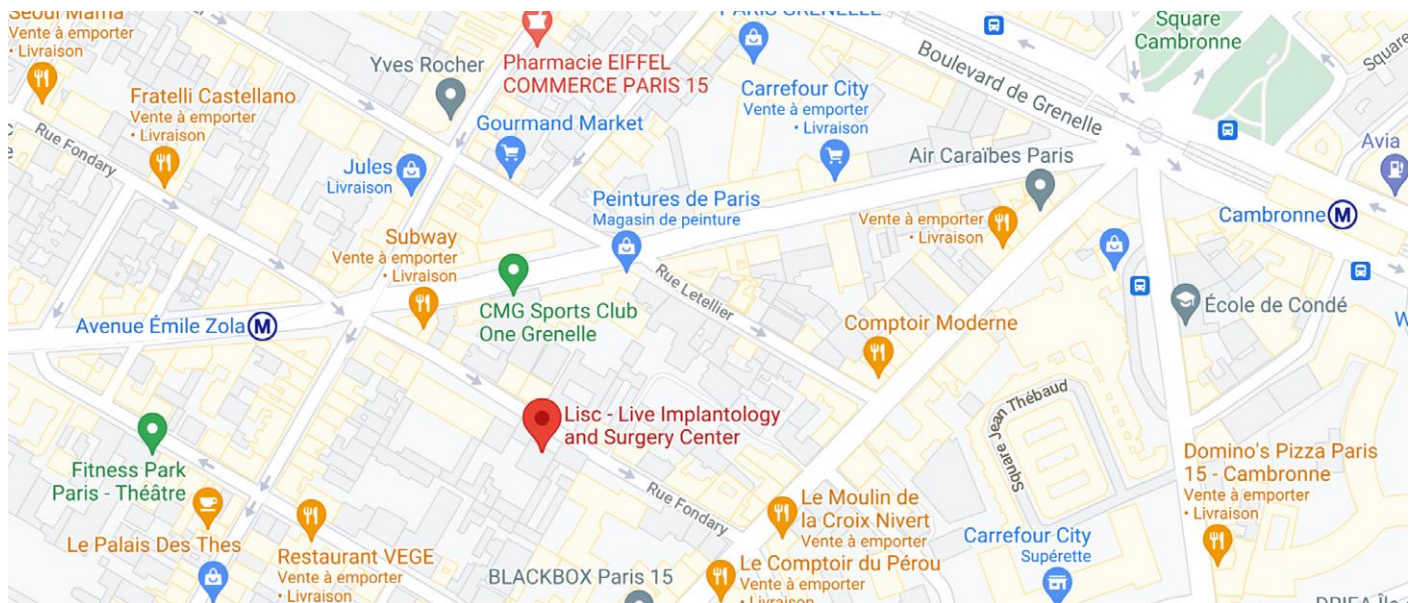 Seoul Mama
Vente à emporter
• Livraison
Fratelli Castellano
Vente à emporter
• Livraison
Rue Fondary
Yves Rocher
Pharmacie EIFFEL
COMMERCE PARIS 15
PARIS GRENELLE
Boulevard de Grenelle
Square
Cambronne
Square
Carrefour City
Vente à emporter
• Livraison
Gourmand Market
Jules
Livraison
Air Caraïbes Paris
Avia
Peintures de Paris
Magasin de peinture
Vente à emporter
• Livraison
Cambronne
M
Subway
Vente à emporter
• Livraison
Rue Letellier
CMG Sports Club
One Grenelle
Avenue Émile Zola
M
École de Condé
W
Comptoir Moderne
Square Jean Thébaud
Lisc - Live Implantology
and Surgery Center
Fitness Park
Paris - Théâtre
Domino's Pizza Paris
15 - Cambronne
Vente à emporter
• Livraison
Rue Fondary
Le Moulin de
la Croix Nivert
Vente à emporter
Carrefour City
Supérette
Le Palais Des Thes
Restaurant VEGE
Vente à emporter
• Livraison
Le Comptoir du Pérou
Vente à emporter
• Livraison
BLACKBOX Paris 15